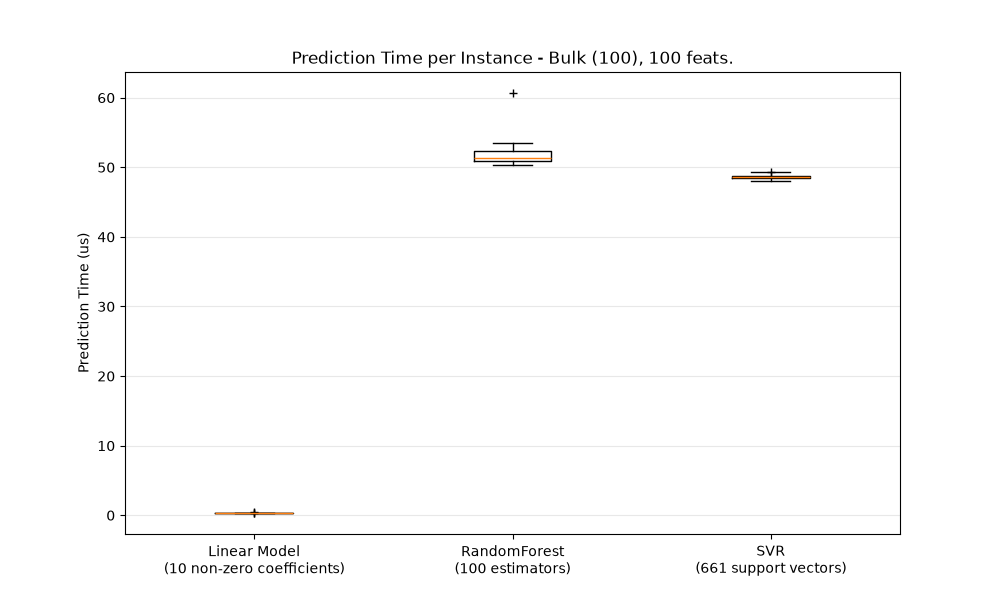 Prediction Time per Instance - Bulk (100), 100 feats.
Prediction Time (us)
60
50
40
30
20
10
0
Linear Model
(10 non-zero coefficients)
RandomForest
(100 estimators)
SVR
(661 support vectors)